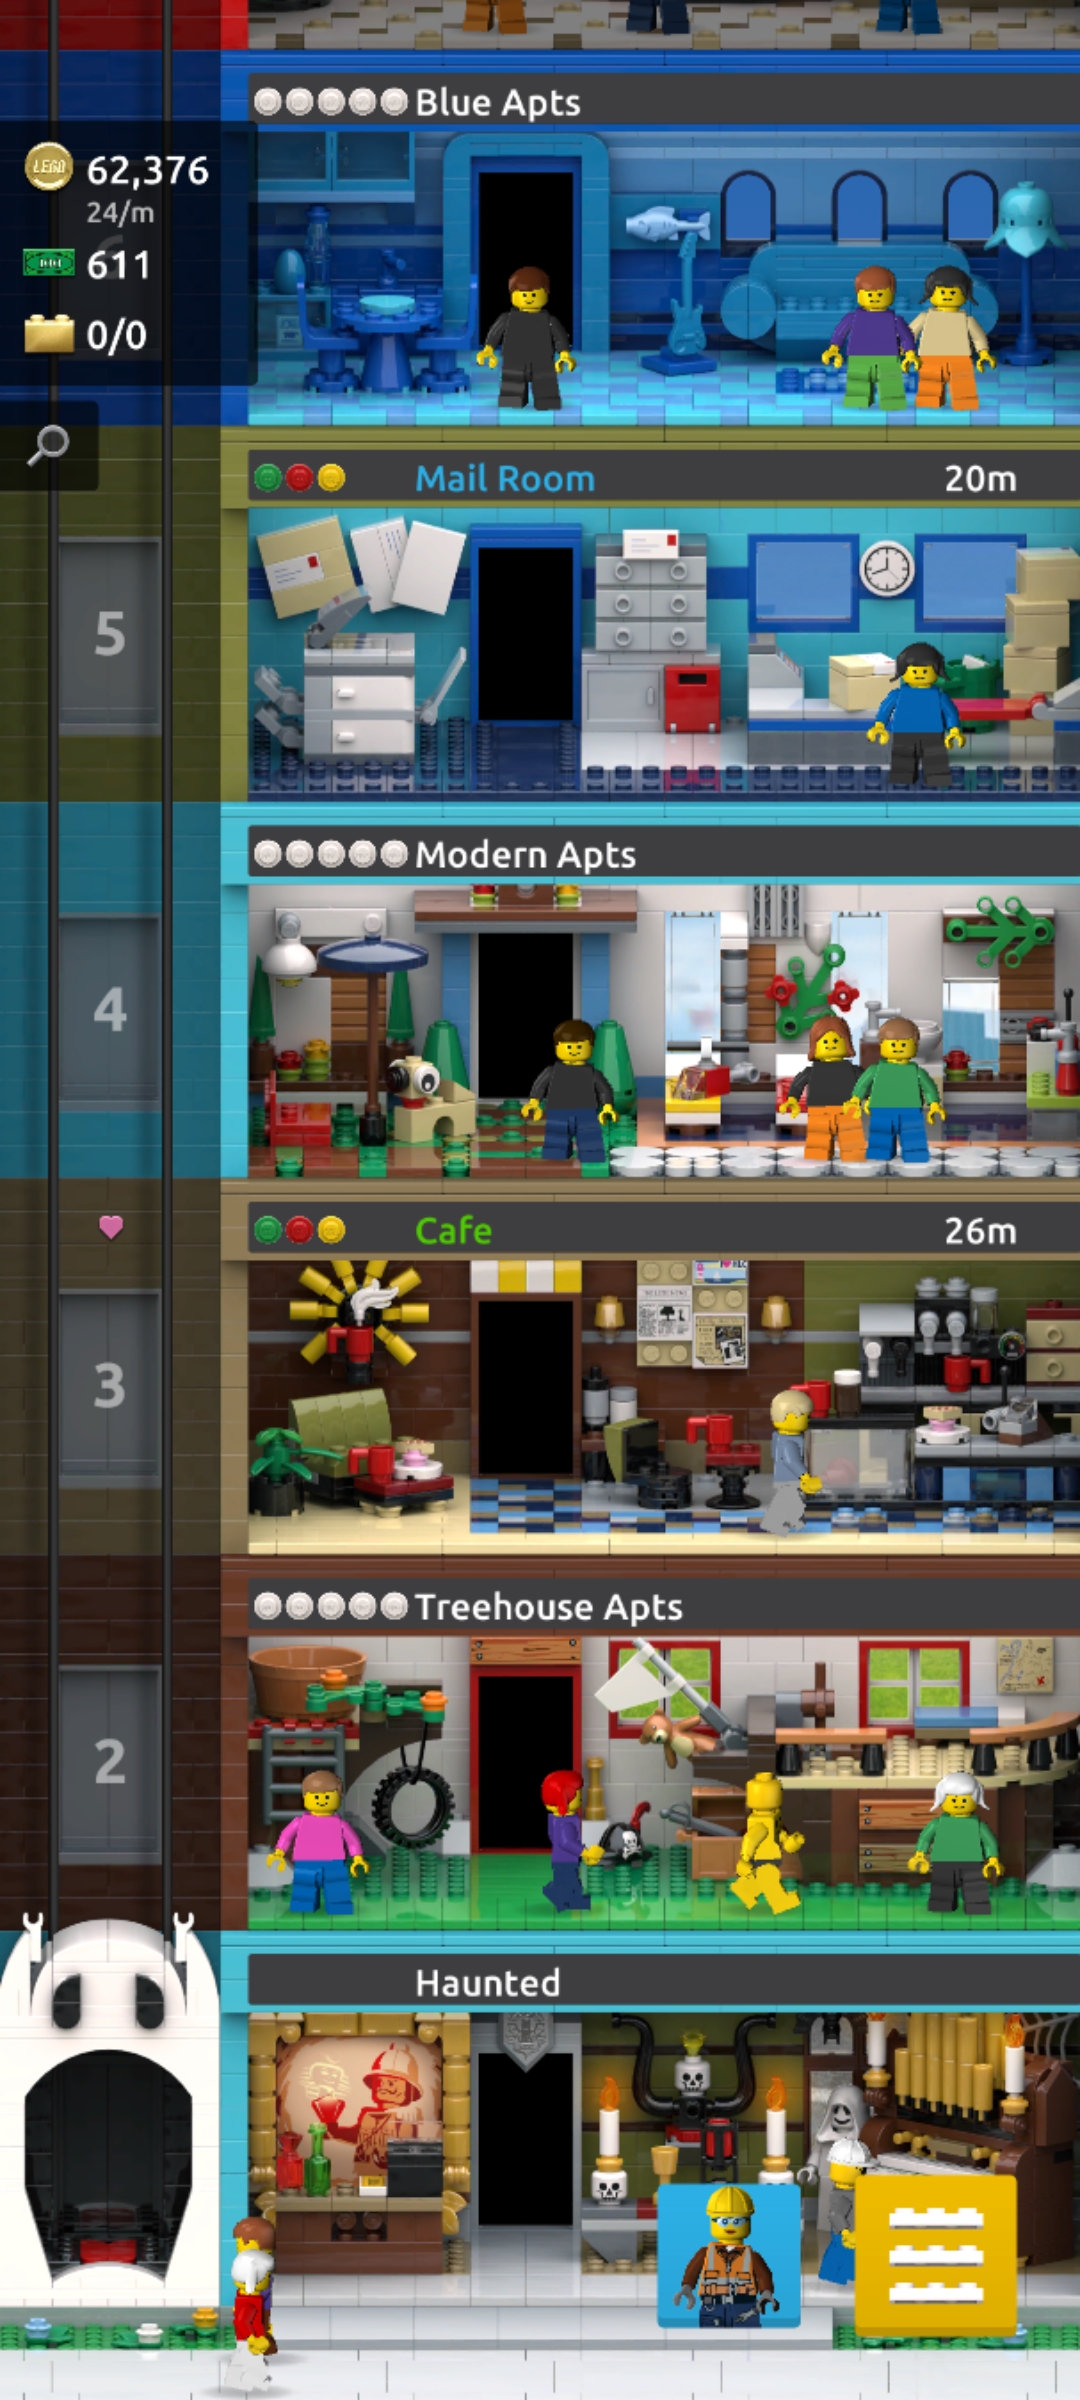 Blue Apts
LEGO
62,376
24/m
611
0/0
Mail Room
20m
5
Modern Apts
4
Cafe
26m
3
Treehouse Apts
2
Haunted